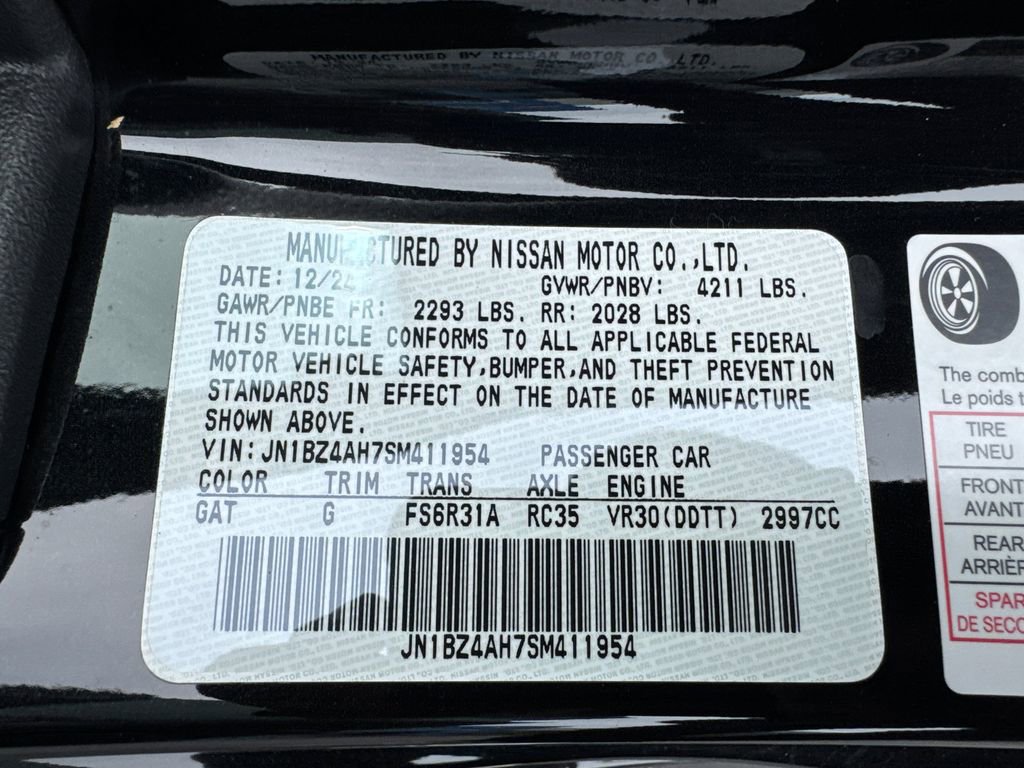 MANUFACTURED BY NISSAN MOTOR CO.,LTD.
DATE: 12/24 GVWR/PNBV: 4211 LBS.
GAWR/PNBE FR: 2293 LBS. RR: 2028 LBS.
THIS VEHICLE CONFORMS TO ALL APPLICABLE FEDERAL
MOTOR VEHICLE SAFETY,BUMPER,AND THEFT PREVENTION
STANDARDS IN EFFECT ON THE DATE OF MANUFACTURE
SHOWN ABOVE.
VIN: JN1BZ4AH7SM411954 PASSENGER CAR
COLOR TRIM TRANS AXLE ENGINE
GAT G FS6R31A RC35 VR30(DDTT) 2997CC
JN1BZ4AH7SM411954
The comb
Le poids t
TIRE
PNEU
FRONT
AVANT
REAR
ARRIÈR
SPAR
DE SECO